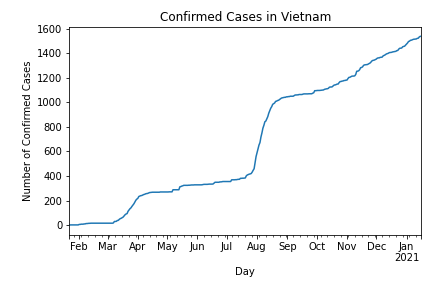 Confirmed Cases in Vietnam
1600
1400
1200
1000
800
600
400
200
0
Number of Confirmed Cases
Feb Mar Apr May Jun Jul Aug Sep Oct Nov Dec Jan
2021
Day